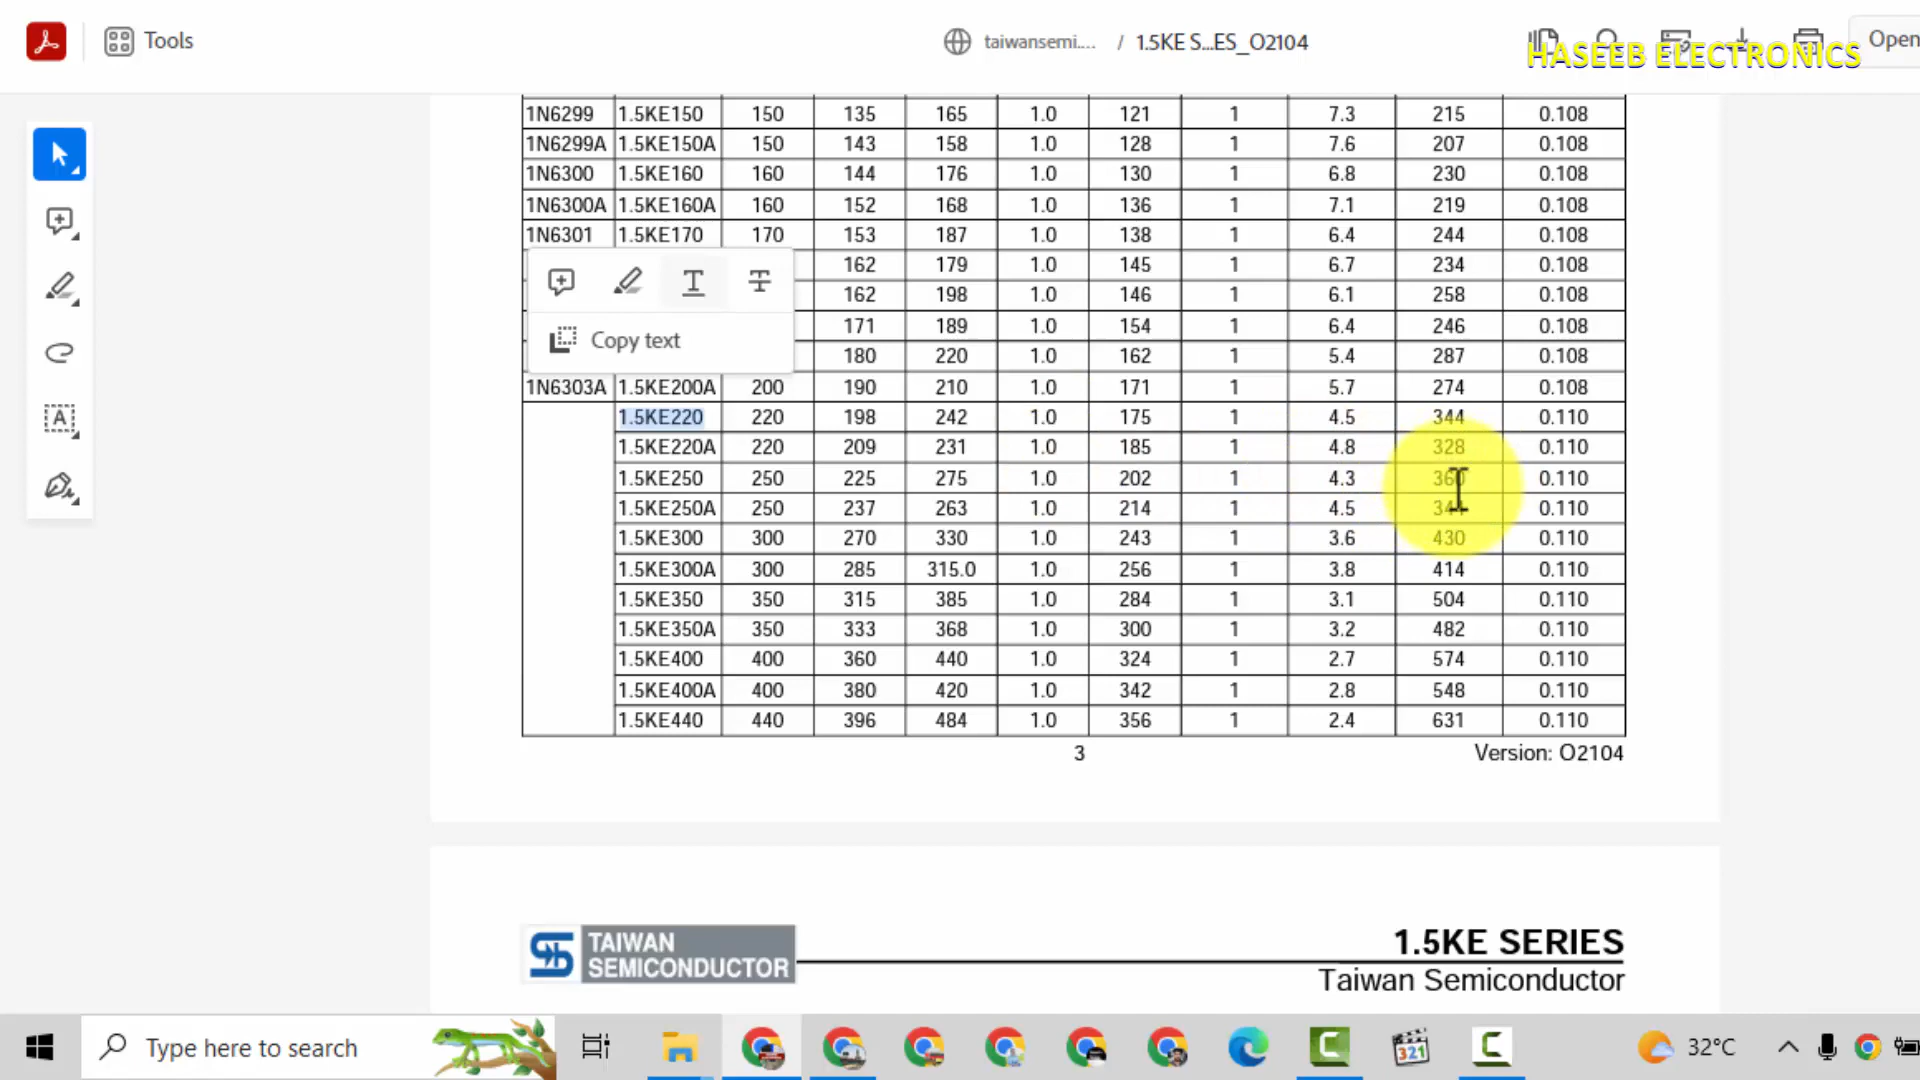 Tools
taiwansemi.... / 1.5KE S...ES_O2104
Open
HASEEB ELECTRONICS
1N6299 1.5KE150 150 135 165 1.0 121 1 7.3 215 0.108
1N6299A 1.5KE150A 150 143 158 1.0 128 1 7.6 207 0.108
1N6300 1.5KE160 160 144 176 1.0 130 1 6.8 230 0.108
1N6300A 1.5KE160A 160 152 168 1.0 136 1 7.1 219 0.108
1N6301 1.5KE170 170 153 187 1.0 138 1 6.4 244 0.108
162 179 1.0 145 1 6.7 234 0.108
162 198 1.0 146 1 6.1 258 0.108
171 189 1.0 154 1 6.4 246 0.108
Copy text
180 220 1.0 162 1 5.4 287 0.108
1N6303A 1.5KE200A 200 190 210 1.0 171 1 5.7 274 0.108
1.5KE220 220 198 242 1.0 175 1 4.5 344 0.110
1.5KE220A 220 209 231 1.0 185 1 4.8 328 0.110
1.5KE250 250 225 275 1.0 202 1 4.3 360 0.110
1.5KE250A 250 237 263 1.0 214 1 4.5 344 0.110
1.5KE300 300 270 330 1.0 243 1 3.6 430 0.110
1.5KE300A 300 285 315.0 1.0 256 1 3.8 414 0.110
1.5KE350 350 315 385 1.0 284 1 3.1 504 0.110
1.5KE350A 350 333 368 1.0 300 1 3.2 482 0.110
1.5KE400 400 360 440 1.0 324 1 2.7 574 0.110
1.5KE400A 400 380 420 1.0 342 1 2.8 548 0.110
1.5KE440 440 396 484 1.0 356 1 2.4 631 0.110
3
Version: O2104
TAIWAN
SEMICONDUCTOR
1.5KE SERIES
Taiwan Semiconductor
Type here to search
321
32°C